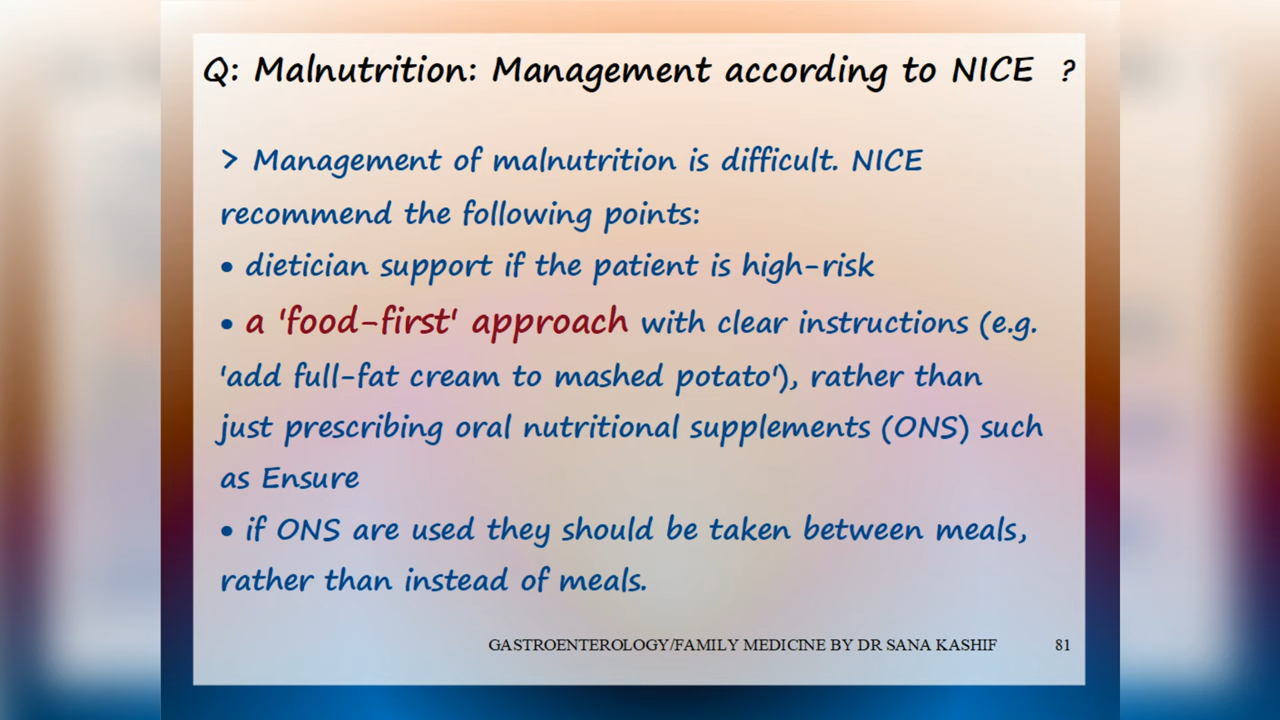 Q: Malnutrition: Management according to NICE ?
> Management of malnutrition is difficult. NICE
recommend the following points:
• dietician support if the patient is high-risk
• a 'food-first' approach with clear instructions (e.g.
'add full-fat cream to mashed potato'), rather than
just prescribing oral nutritional supplements (ONS) such
as Ensure
• if ONS are used they should be taken between meals,
rather than instead of meals.
GASTROENTEROLOGY/FAMILY MEDICINE BY DR SANA KASHIF 81